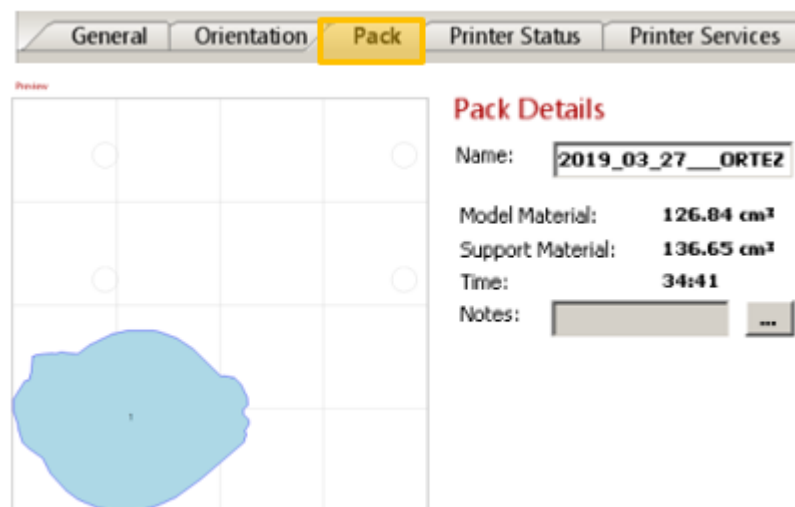 General Orientation Pack Printer Status Printer Services
Preview
Pack Details
Name: 2019_03_27___ORTEZ
Model Material: 126.84 cm³
Support Material: 136.65 cm³
Time: 34:41
Notes: ...
1